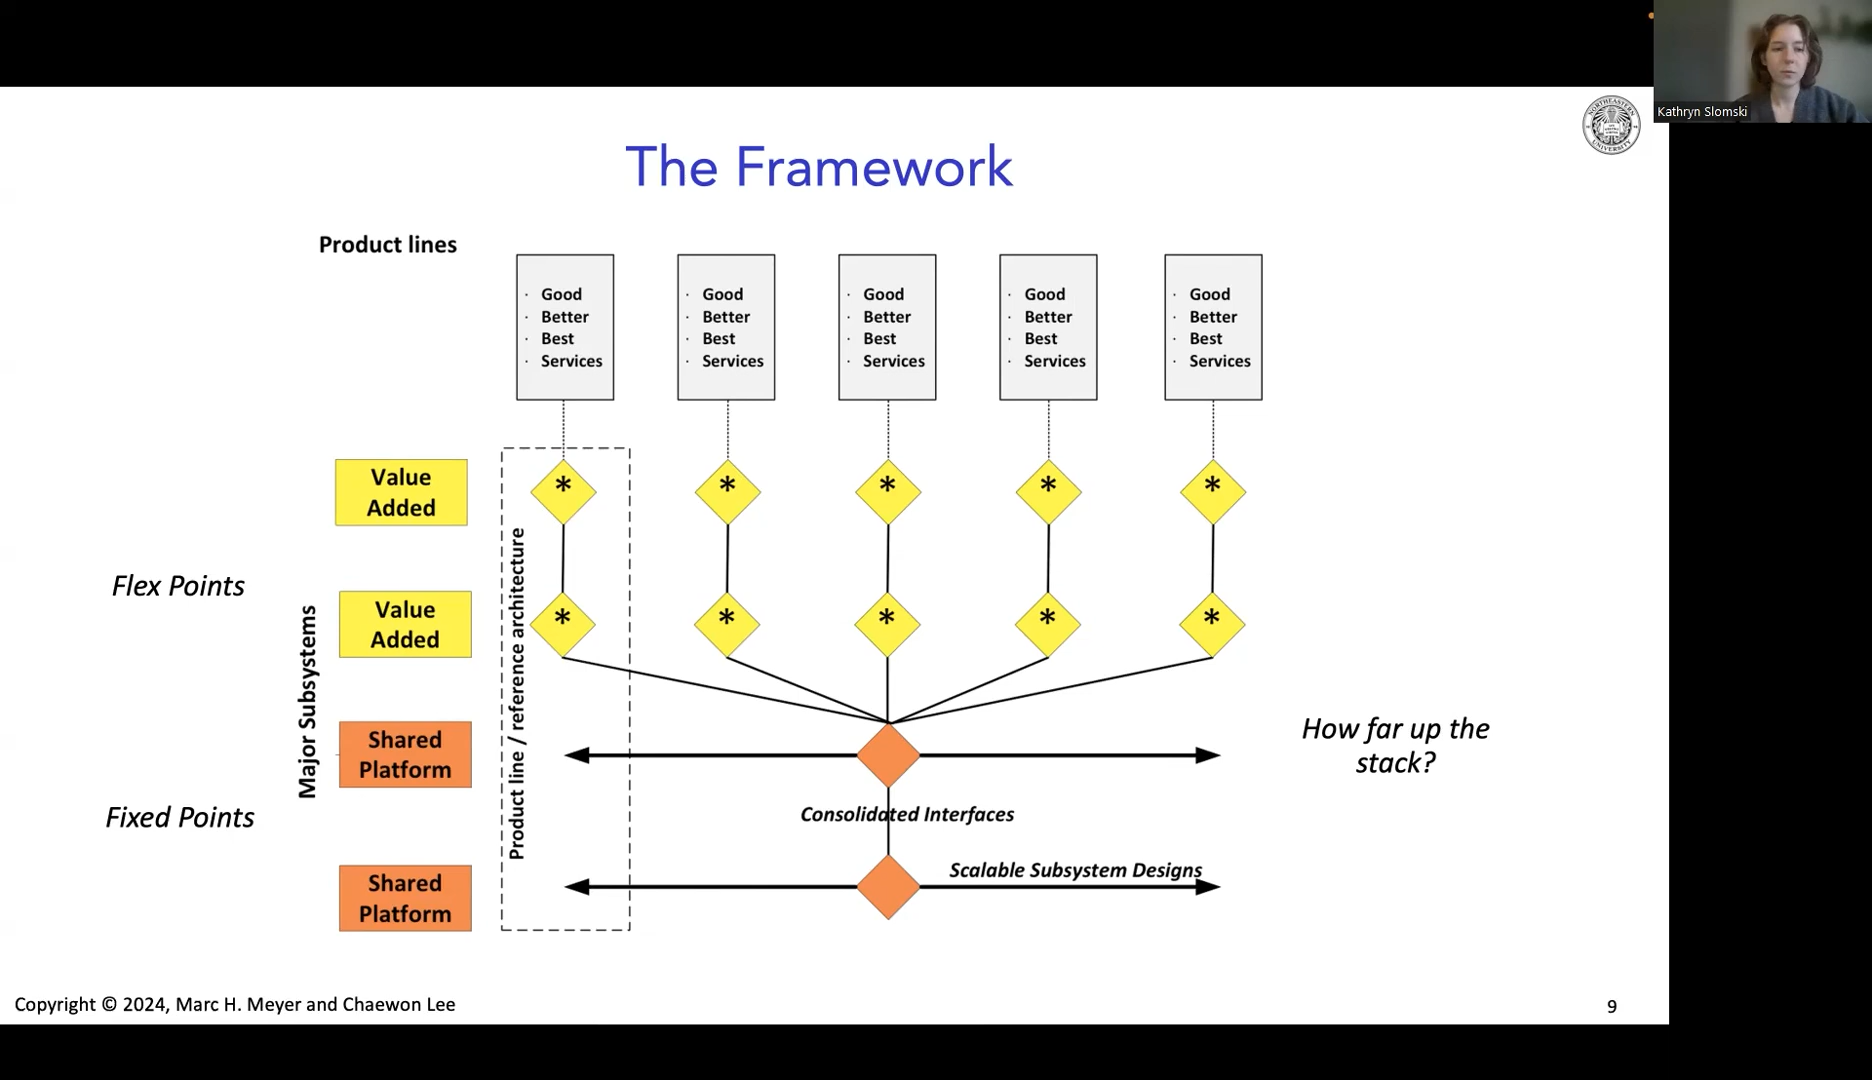 Kathryn Slomski
NORTHEASTERN UNIVERSITY
The Framework
Product lines
· Good
· Better
· Best
· Services
· Good
· Better
· Best
· Services
· Good
· Better
· Best
· Services
· Good
· Better
· Best
· Services
· Good
· Better
· Best
· Services
Value
Added
* * * * *
Flex Points
Value
Added
* * * * *
Major Subsystems
Product line / reference architecture
Shared
Platform
How far up the
stack?
Fixed Points
Consolidated Interfaces
Scalable Subsystem Designs
Shared
Platform
Copyright © 2024, Marc H. Meyer and Chaewon Lee
9